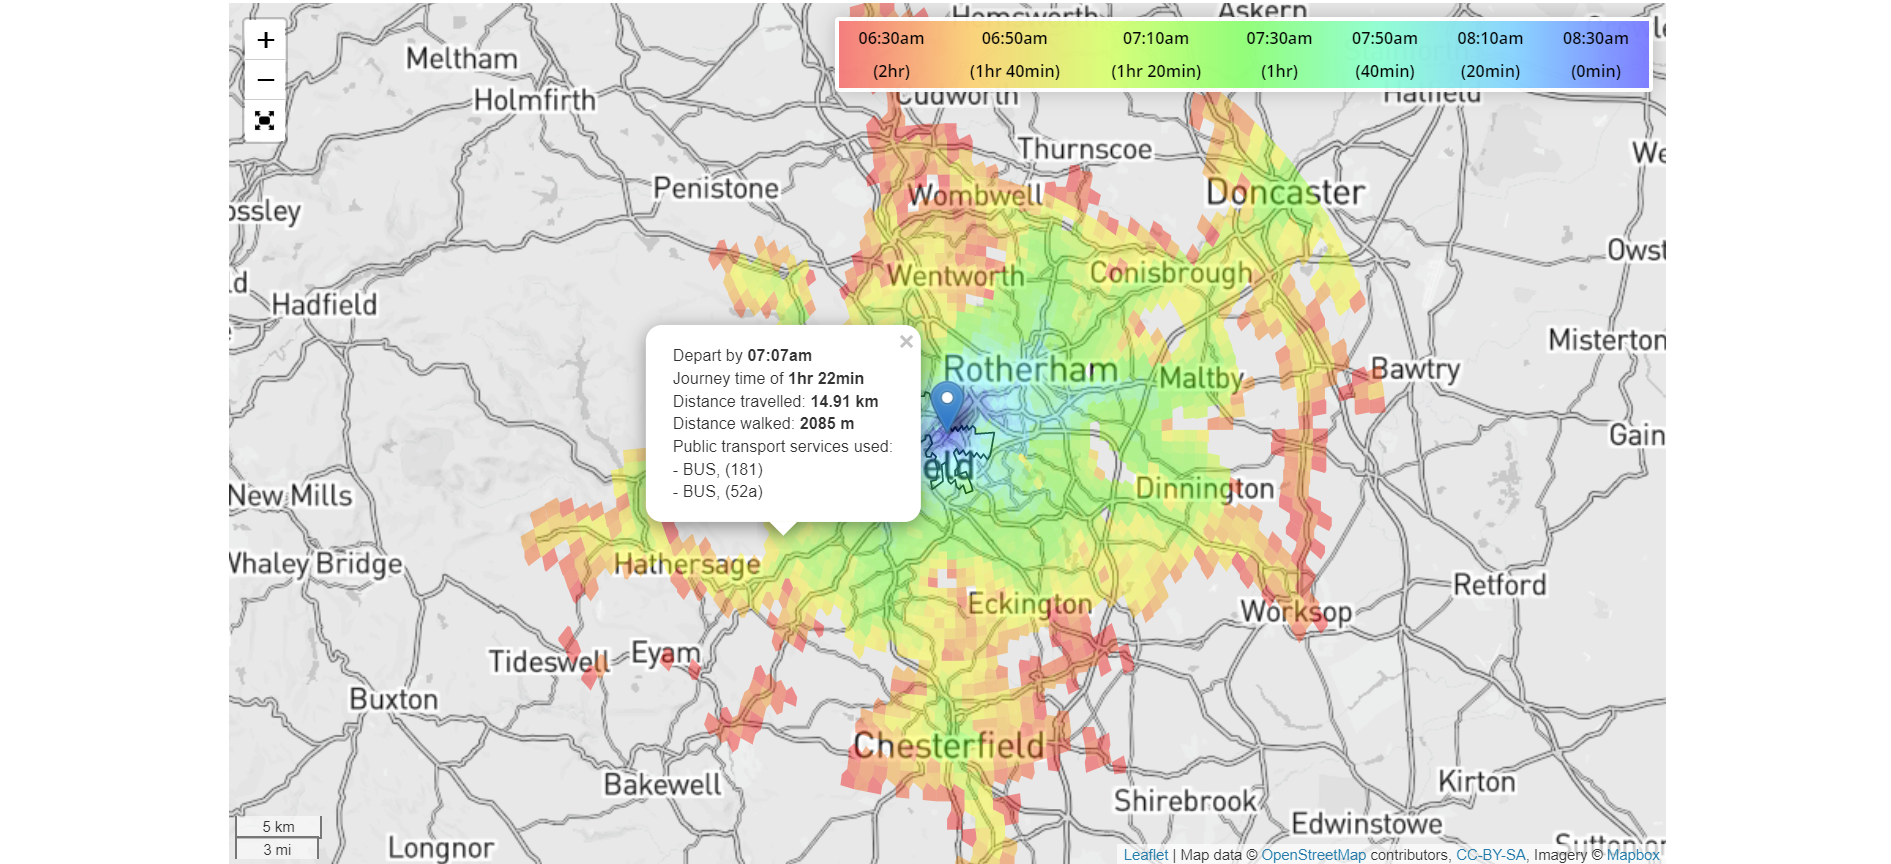 +
−
06:30am 06:50am 07:10am 07:30am 07:50am 08:10am 08:30am
(2hr) (1hr 40min) (1hr 20min) (1hr) (40min) (20min) (0min)
Hemsworth
Askern
Meltham
Holmfirth
Cudworth
Hatfield
Thurnscoe
We
Penistone
Wombwell
Doncaster
ossley
Owst
Wentworth
Conisbrough
ld
Hadfield
Misterton
Depart by 07:07am
×
Journey time of 1hr 22min
Distance travelled: 14.91 km
Distance walked: 2085 m
Public transport services used:
- BUS, (181)
- BUS, (52a)
Rotherham
Maltby
Bawtry
Gain
eld
New Mills
Dinnington
Whaley Bridge
Hathersage
Retford
Eckington
Worksop
Tideswell
Eyam
Buxton
Chesterfield
Bakewell
Kirton
Shirebrook
Edwinstowe
5 km
3 mi
Longnor
Leaflet | Map data © OpenStreetMap contributors, CC-BY-SA, Imagery © Mapbox